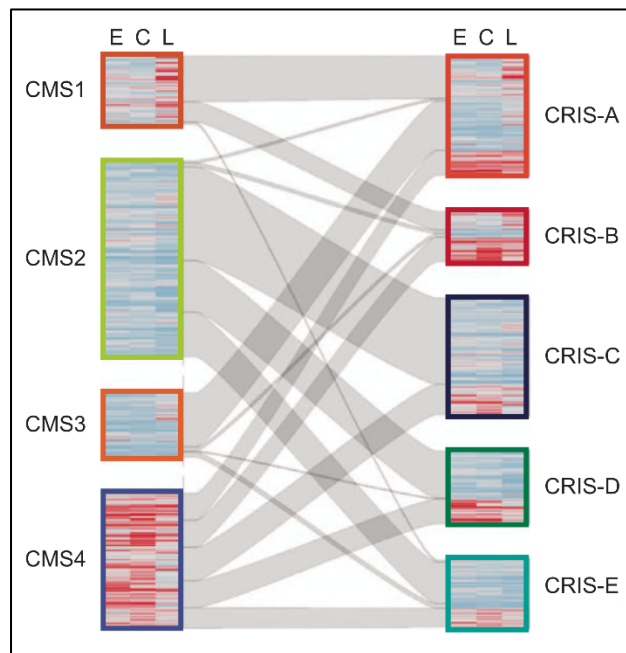 E C L
E C L
CMS1
CRIS-A
CMS2
CRIS-B
CRIS-C
CMS3
CRIS-D
CMS4
CRIS-E